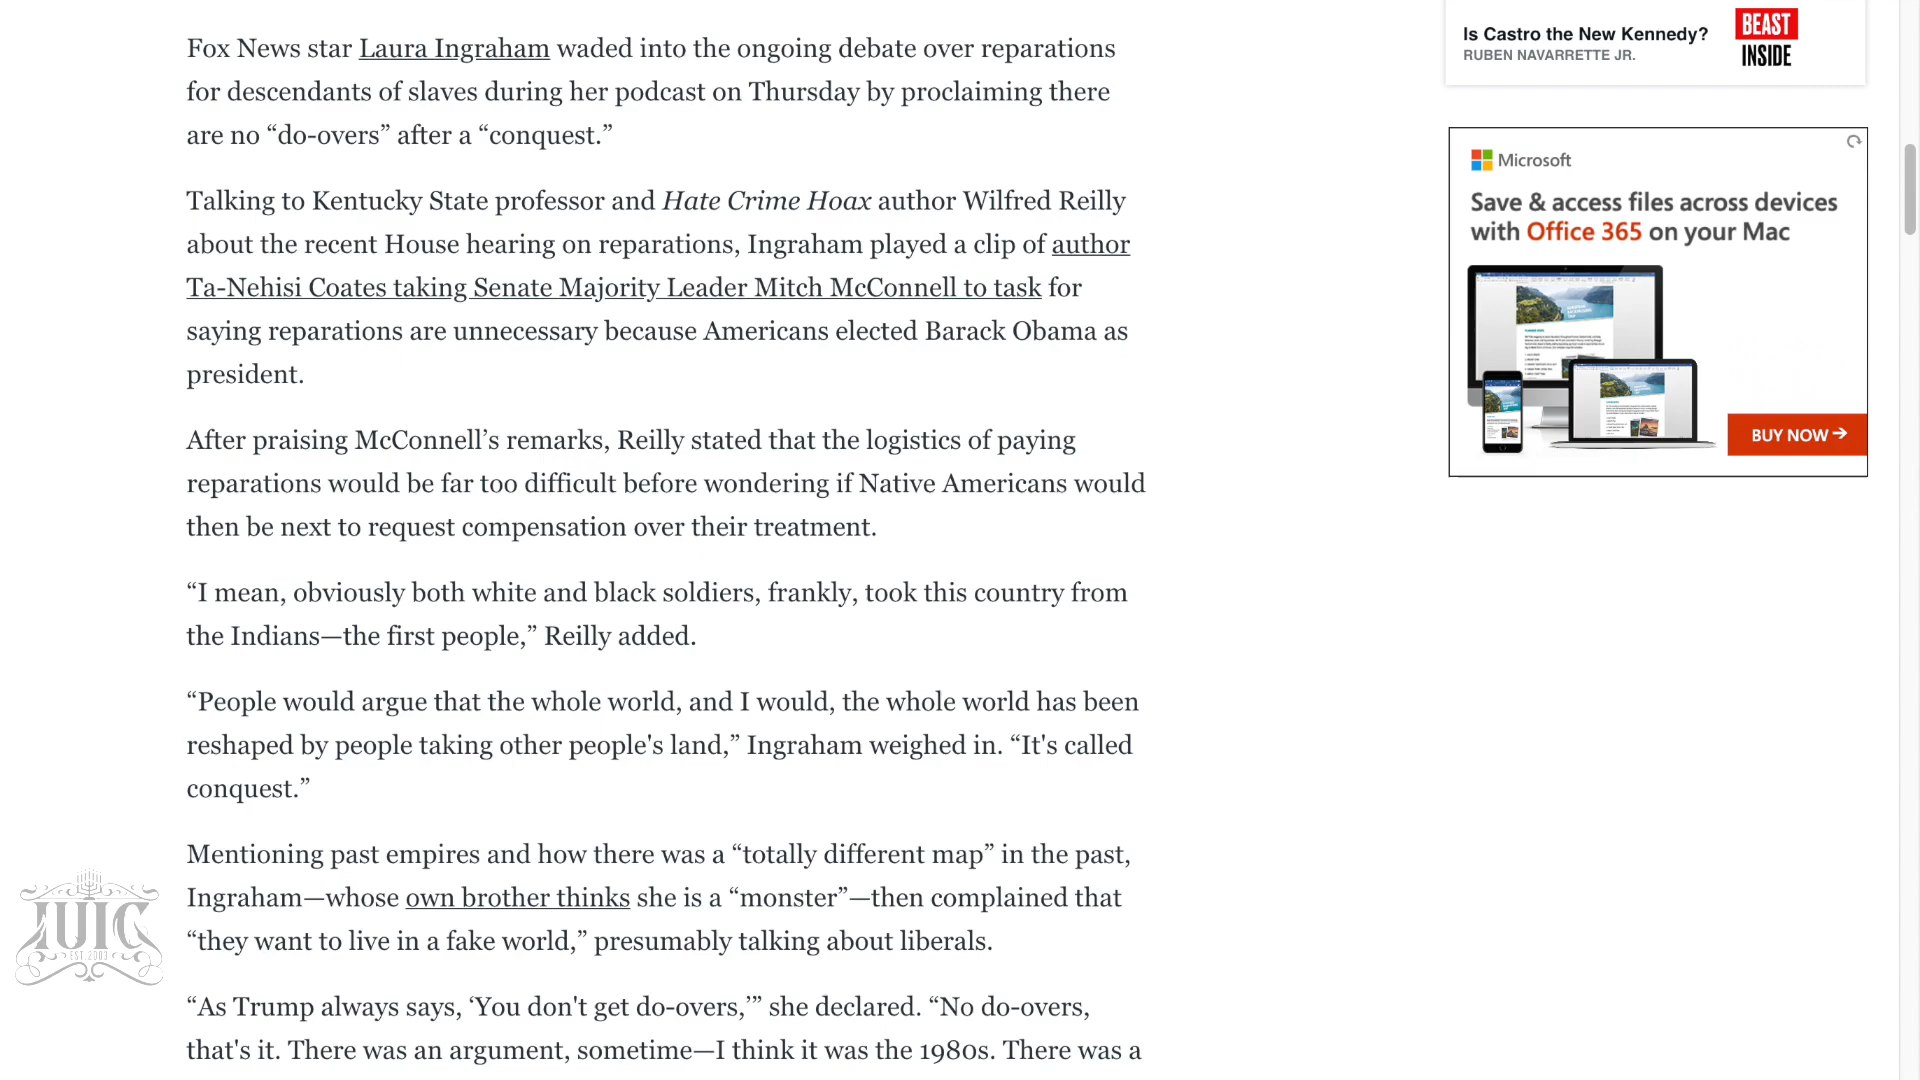 Fox News star Laura Ingraham waded into the ongoing debate over reparations
for descendants of slaves during her podcast on Thursday by proclaiming there
are no “do-overs” after a “conquest.”
Talking to Kentucky State professor and Hate Crime Hoax author Wilfred Reilly
about the recent House hearing on reparations, Ingraham played a clip of author
Ta-Nehisi Coates taking Senate Majority Leader Mitch McConnell to task for
saying reparations are unnecessary because Americans elected Barack Obama as
president.
After praising McConnell’s remarks, Reilly stated that the logistics of paying
reparations would be far too difficult before wondering if Native Americans would
then be next to request compensation over their treatment.
“I mean, obviously both white and black soldiers, frankly, took this country from
the Indians—the first people,” Reilly added.
“People would argue that the whole world, and I would, the whole world has been
reshaped by people taking other people's land,” Ingraham weighed in. “It's called
conquest.”
Mentioning past empires and how there was a “totally different map” in the past,
Ingraham—whose own brother thinks she is a “monster”—then complained that
“they want to live in a fake world,” presumably talking about liberals.
“As Trump always says, ‘You don't get do-overs,’” she declared. “No do-overs,
that's it. There was an argument, sometime—I think it was the 1980s. There was a
Is Castro the New Kennedy?
RUBEN NAVARRETTE JR.
BEAST
INSIDE
Microsoft
Save & access files across devices
with Office 365 on your Mac
BUY NOW →
IUIC
EST. 2003